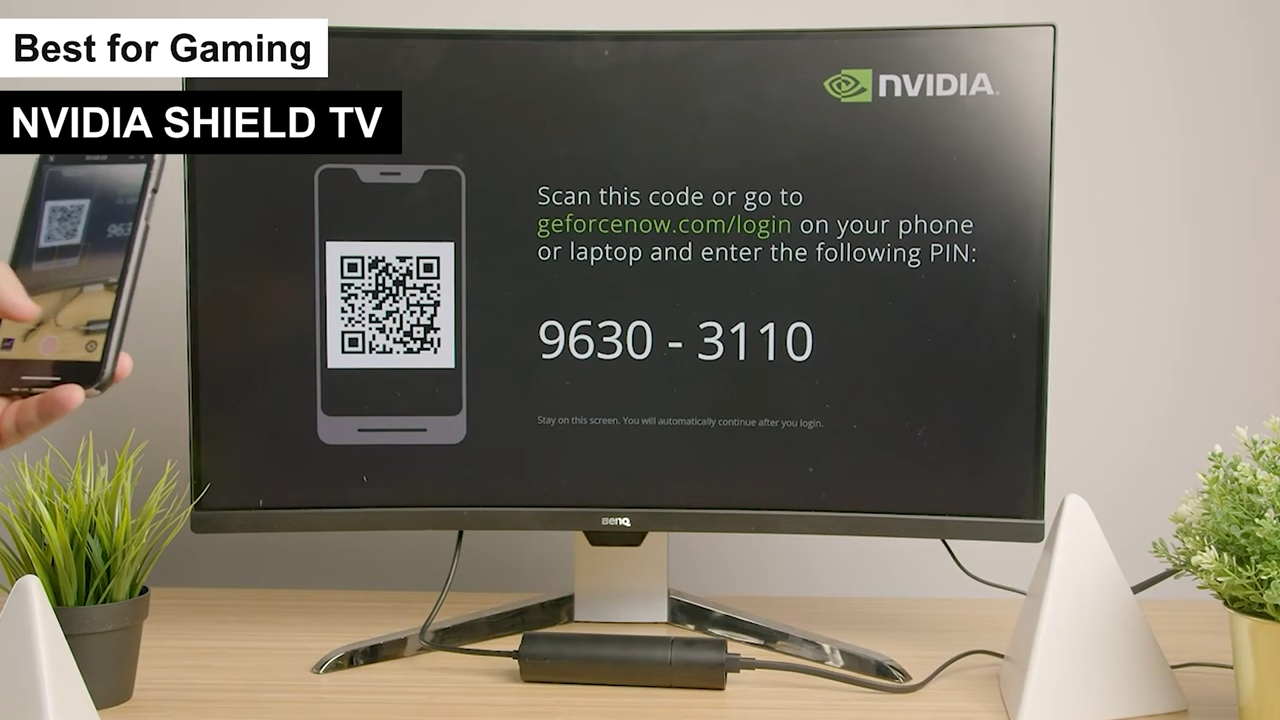 Best for Gaming
NVIDIA SHIELD TV
NVIDIA.
Scan this code or go to
geforcenow.com/login on your phone
or laptop and enter the following PIN:
9630 - 3110
Stay on this screen. You will automatically continue after you login.
BenQ
963